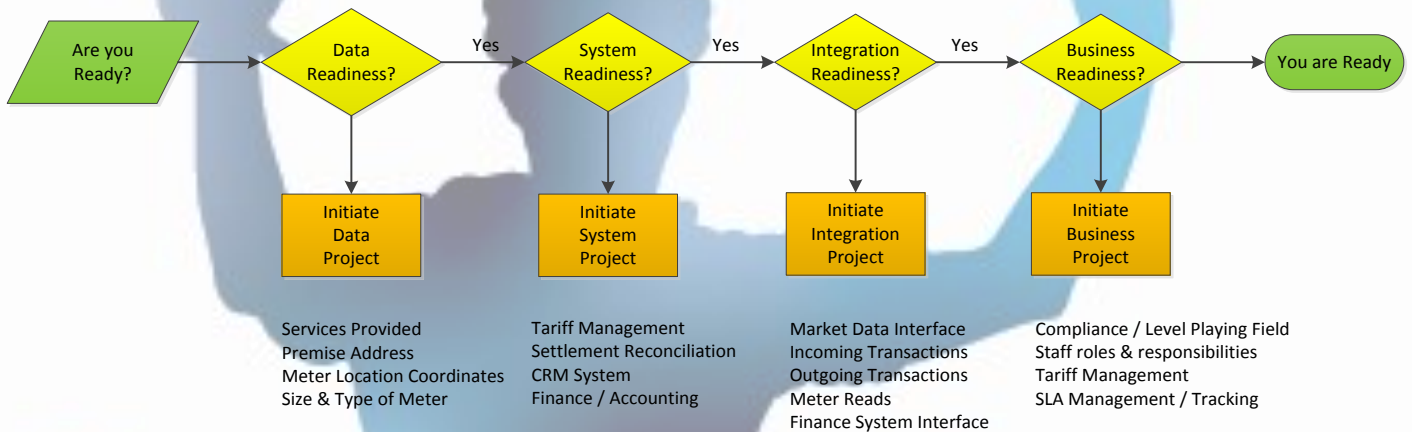 Are you
Ready?
Data
Readiness?
Yes
System
Readiness?
Yes
Integration
Readiness?
Yes
Business
Readiness?
You are Ready
Initiate
Data
Project
Initiate
System
Project
Initiate
Integration
Project
Initiate
Business
Project
Services Provided
Premise Address
Meter Location Coordinates
Size & Type of Meter
Tariff Management
Settlement Reconciliation
CRM System
Finance / Accounting
Market Data Interface
Incoming Transactions
Outgoing Transactions
Meter Reads
Finance System Interface
Compliance / Level Playing Field
Staff roles & responsibilities
Tariff Management
SLA Management / Tracking